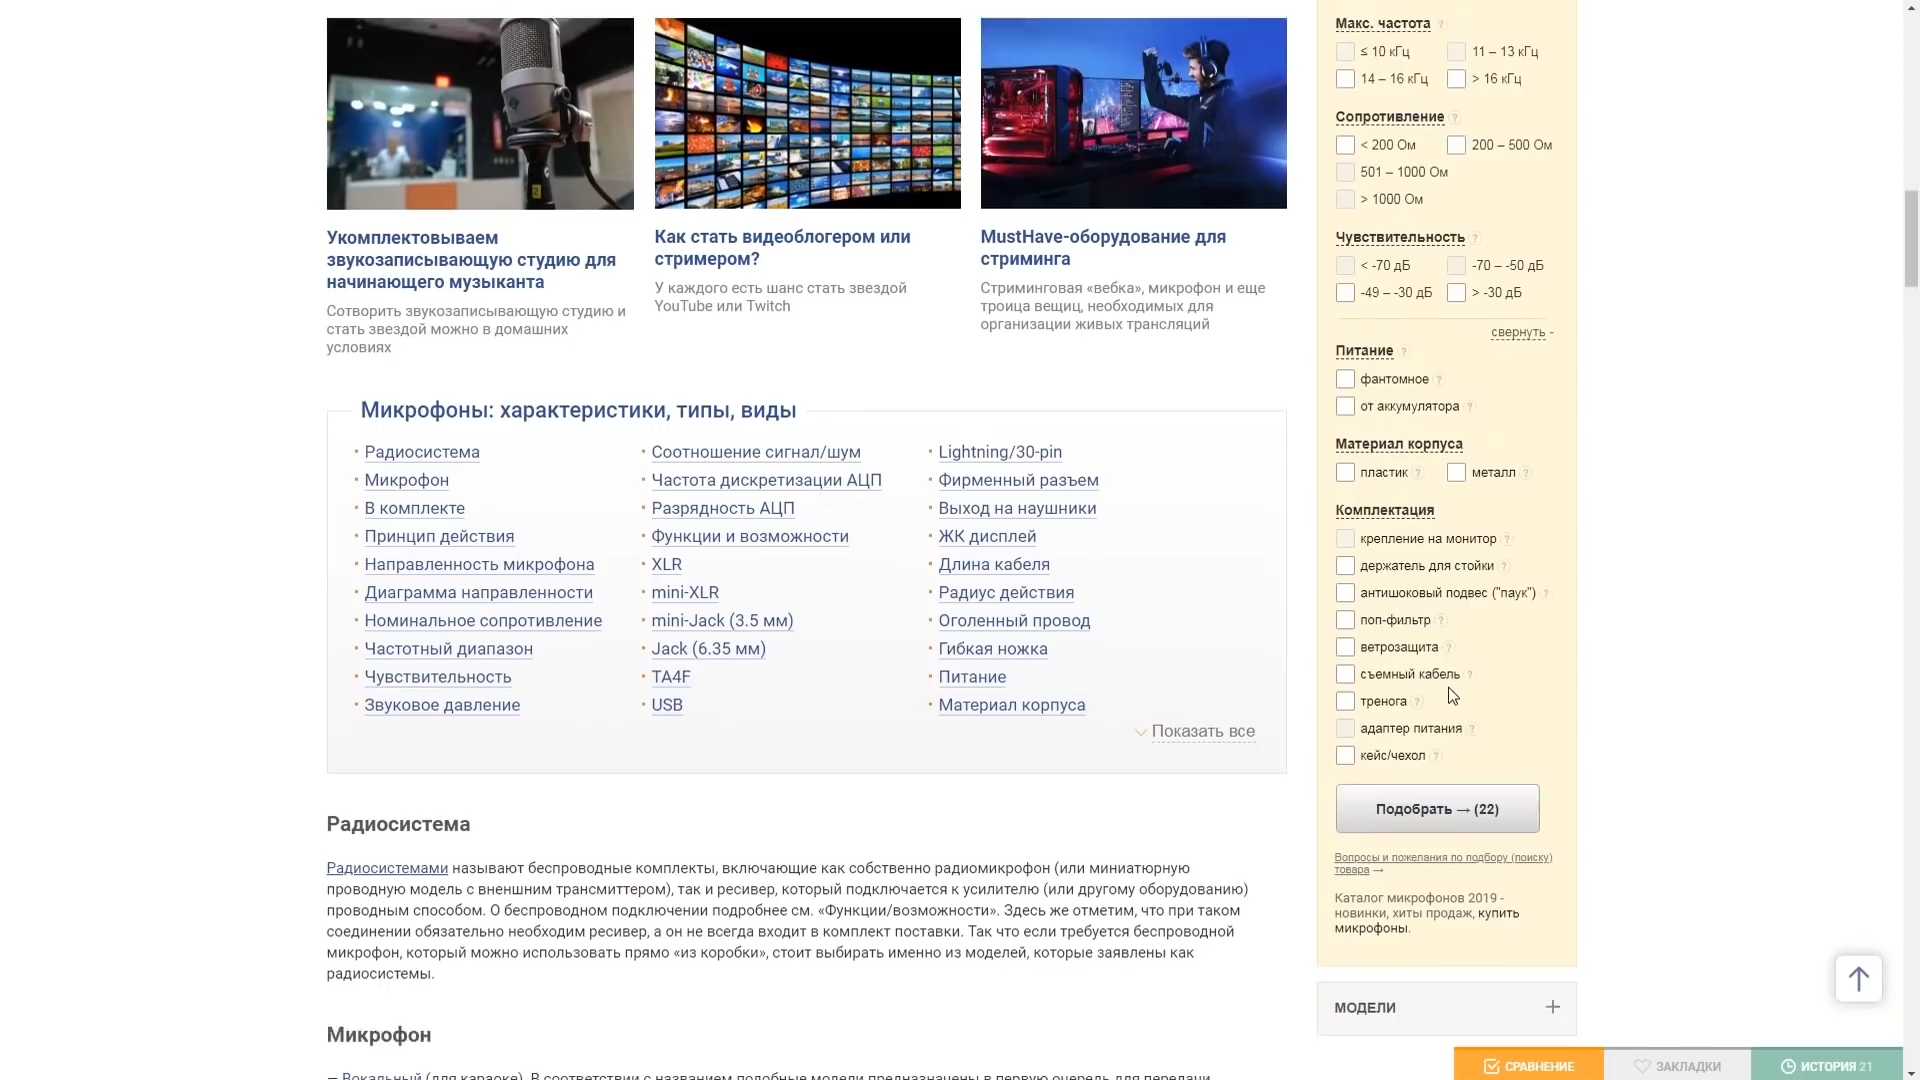 Укомплектовываем
звукозаписывающую студию для
начинающего музыканта
Сотворить звукозаписывающую студию и
стать звездой можно в домашних
условиях
Как стать видеоблогером или
стримером?
У каждого есть шанс стать звездой
YouTube или Twitch
MustHave-оборудование для
стриминга
Стриминговая «вебка», микрофон и еще
троица вещиц, необходимых для
организации живых трансляций
Микрофоны: характеристики, типы, виды
Радиосистема
Микрофон
В комплекте
Принцип действия
Направленность микрофона
Диаграмма направленности
Номинальное сопротивление
Частотный диапазон
Чувствительность
Звуковое давление
Соотношение сигнал/шум
Частота дискретизации АЦП
Разрядность АЦП
Функции и возможности
XLR
mini-XLR
mini-Jack (3.5 мм)
Jack (6.35 мм)
TA4F
USB
Lightning/30-pin
Фирменный разъем
Выход на наушники
ЖК дисплей
Длина кабеля
Радиус действия
Оголенный провод
Гибкая ножка
Питание
Материал корпуса
Показать все
Радиосистема
Радиосистемами называют беспроводные комплекты, включающие как собственно радиомикрофон (или миниатюрную
проводную модель с внешним трансмиттером), так и ресивер, который подключается к усилителю (или другому оборудованию)
проводным способом. О беспроводном подключении подробнее см. «Функции/возможности». Здесь же отметим, что при таком
соединении обязательно необходим ресивер, а он не всегда входит в комплект поставки. Так что если требуется беспроводной
микрофон, который можно использовать прямо «из коробки», стоит выбирать именно из моделей, которые заявлены как
радиосистемы.
Микрофон
— Вокальный (для караоке). В соответствии с названием подобные модели предназначены в первую очередь для передачи
Макс. частота ?
≤ 10 кГц 11 – 13 кГц
14 – 16 кГц > 16 кГц
Сопротивление ?
< 200 Ом 200 – 500 Ом
501 – 1000 Ом
> 1000 Ом
Чувствительность ?
< -70 дБ -70 – -50 дБ
-49 – -30 дБ > -30 дБ
свернуть -
Питание ?
фантомное ?
от аккумулятора ?
Материал корпуса
пластик ? металл ?
Комплектация
крепление на монитор ?
держатель для стойки ?
антишоковый подвес ("паук") ?
поп-фильтр ?
ветрозащита ?
съемный кабель ?
тренога ?
адаптер питания ?
кейс/чехол ?
Подобрать → (22)
Вопросы и пожелания по подбору (поиску)
товара →
Каталог микрофонов 2019 -
новинки, хиты продаж, купить
микрофоны.
МОДЕЛИ +
СРАВНЕНИЕ
ЗАКЛАДКИ
ИСТОРИЯ 21